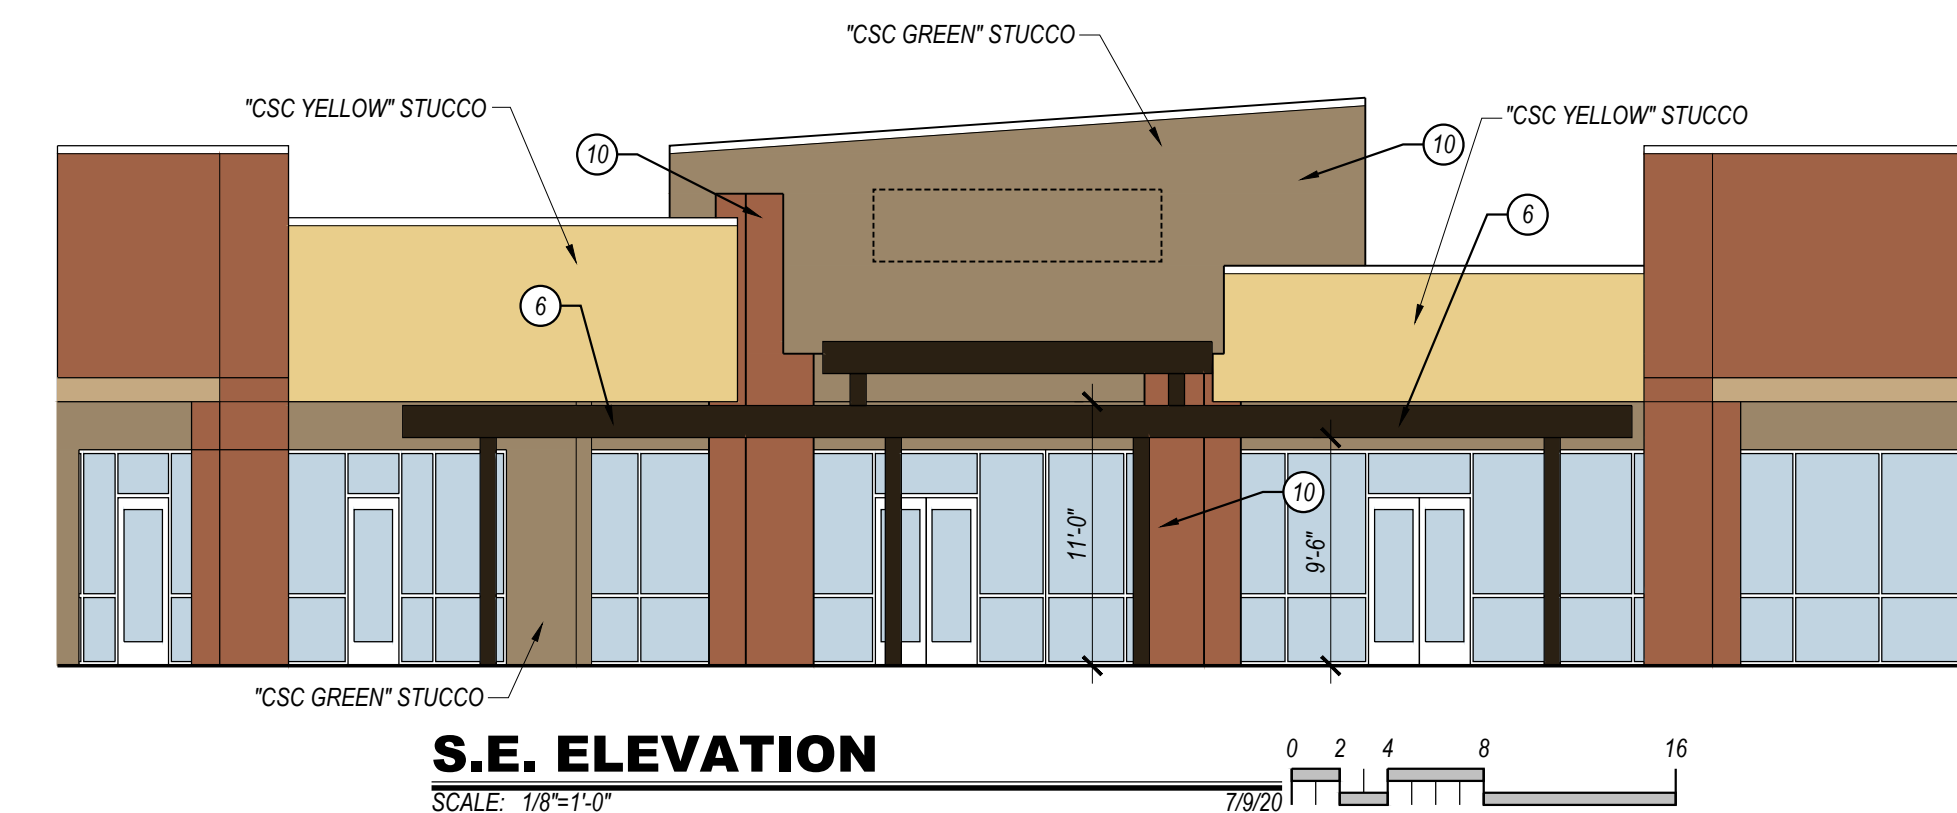 "CSC GREEN" STUCCO
"CSC YELLOW" STUCCO
"CSC YELLOW" STUCCO
10
10
6
6
10
11'-0"
9'-6"
"CSC GREEN" STUCCO
S.E. ELEVATION
0 2 4 8 16
SCALE: 1/8"=1'-0"
7/9/20